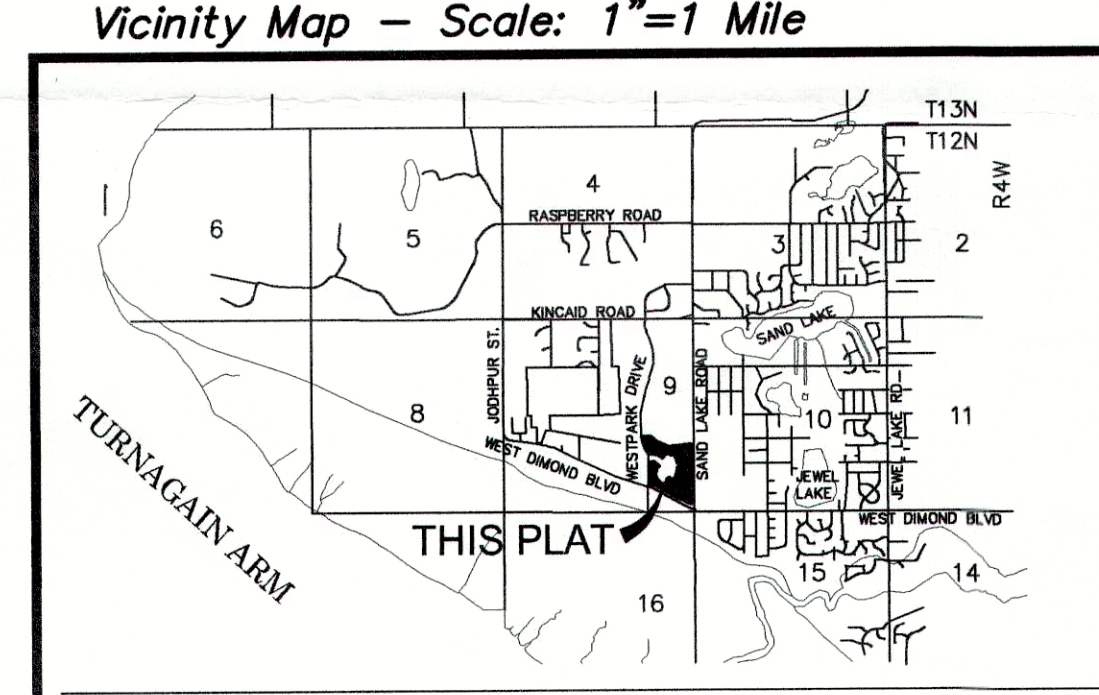 Vicinity Map – Scale: 1"=1 Mile
T13N
T12N
R4W
4
RASPBERRY ROAD
6
5
3
2
KINCAID ROAD
SAND LAKE
JODHPUR ST.
WESTPARK DRIVE
9
SAND LAKE ROAD
8
10
JEWEL LAKE RD
11
WEST DIMOND BLVD
JEWEL
LAKE
TURNAGAIN ARM
WEST DIMOND BLVD
THIS PLAT
15
14
16